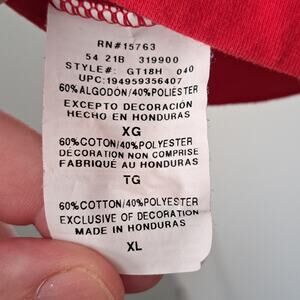 RN#15763
54 21B 319900
STYLE#: GT18H 040
UPC:194959356407
60%ALGODON/40%POLIESTER
EXCEPTO DECORACIÓN
HECHO EN HONDURAS
XG
60%COTON/40%POLYESTER
DECORATION NON COMPRISE
FABRIQUÉ AU HONDURAS
TG
60%COTTON/40%POLYESTER
EXCLUSIVE OF DECORATION
MADE IN HONDURAS
XL